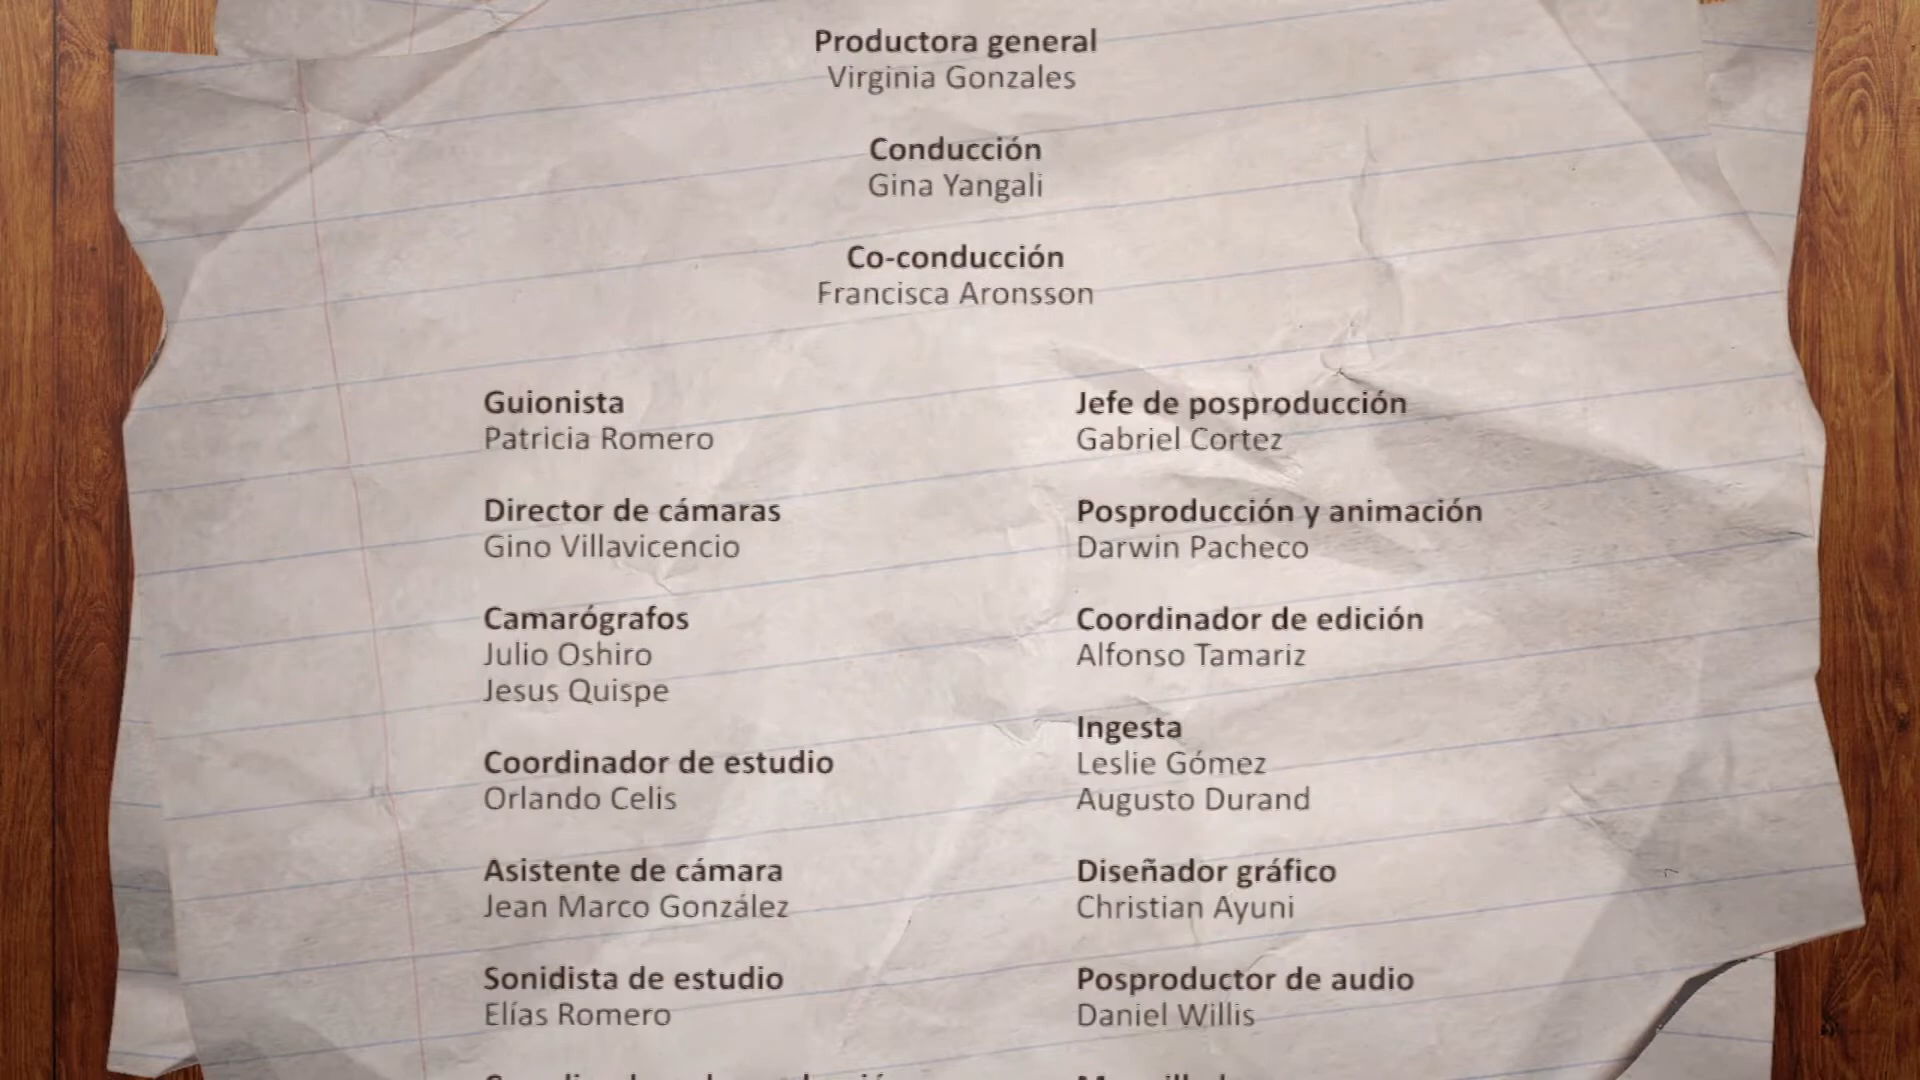 Productora general
Virginia Gonzales
Conducción
Gina Yangali
Co-conducción
Francisca Aronsson
Guionista
Patricia Romero
Director de cámaras
Gino Villavicencio
Camarógrafos
Julio Oshiro
Jesus Quispe
Coordinador de estudio
Orlando Celis
Asistente de cámara
Jean Marco González
Sonidista de estudio
Elías Romero
Jefe de posproducción
Gabriel Cortez
Posproducción y animación
Darwin Pacheco
Coordinador de edición
Alfonso Tamariz
Ingesta
Leslie Gómez
Augusto Durand
Diseñador gráfico
Christian Ayuni
Posproductor de audio
Daniel Willis